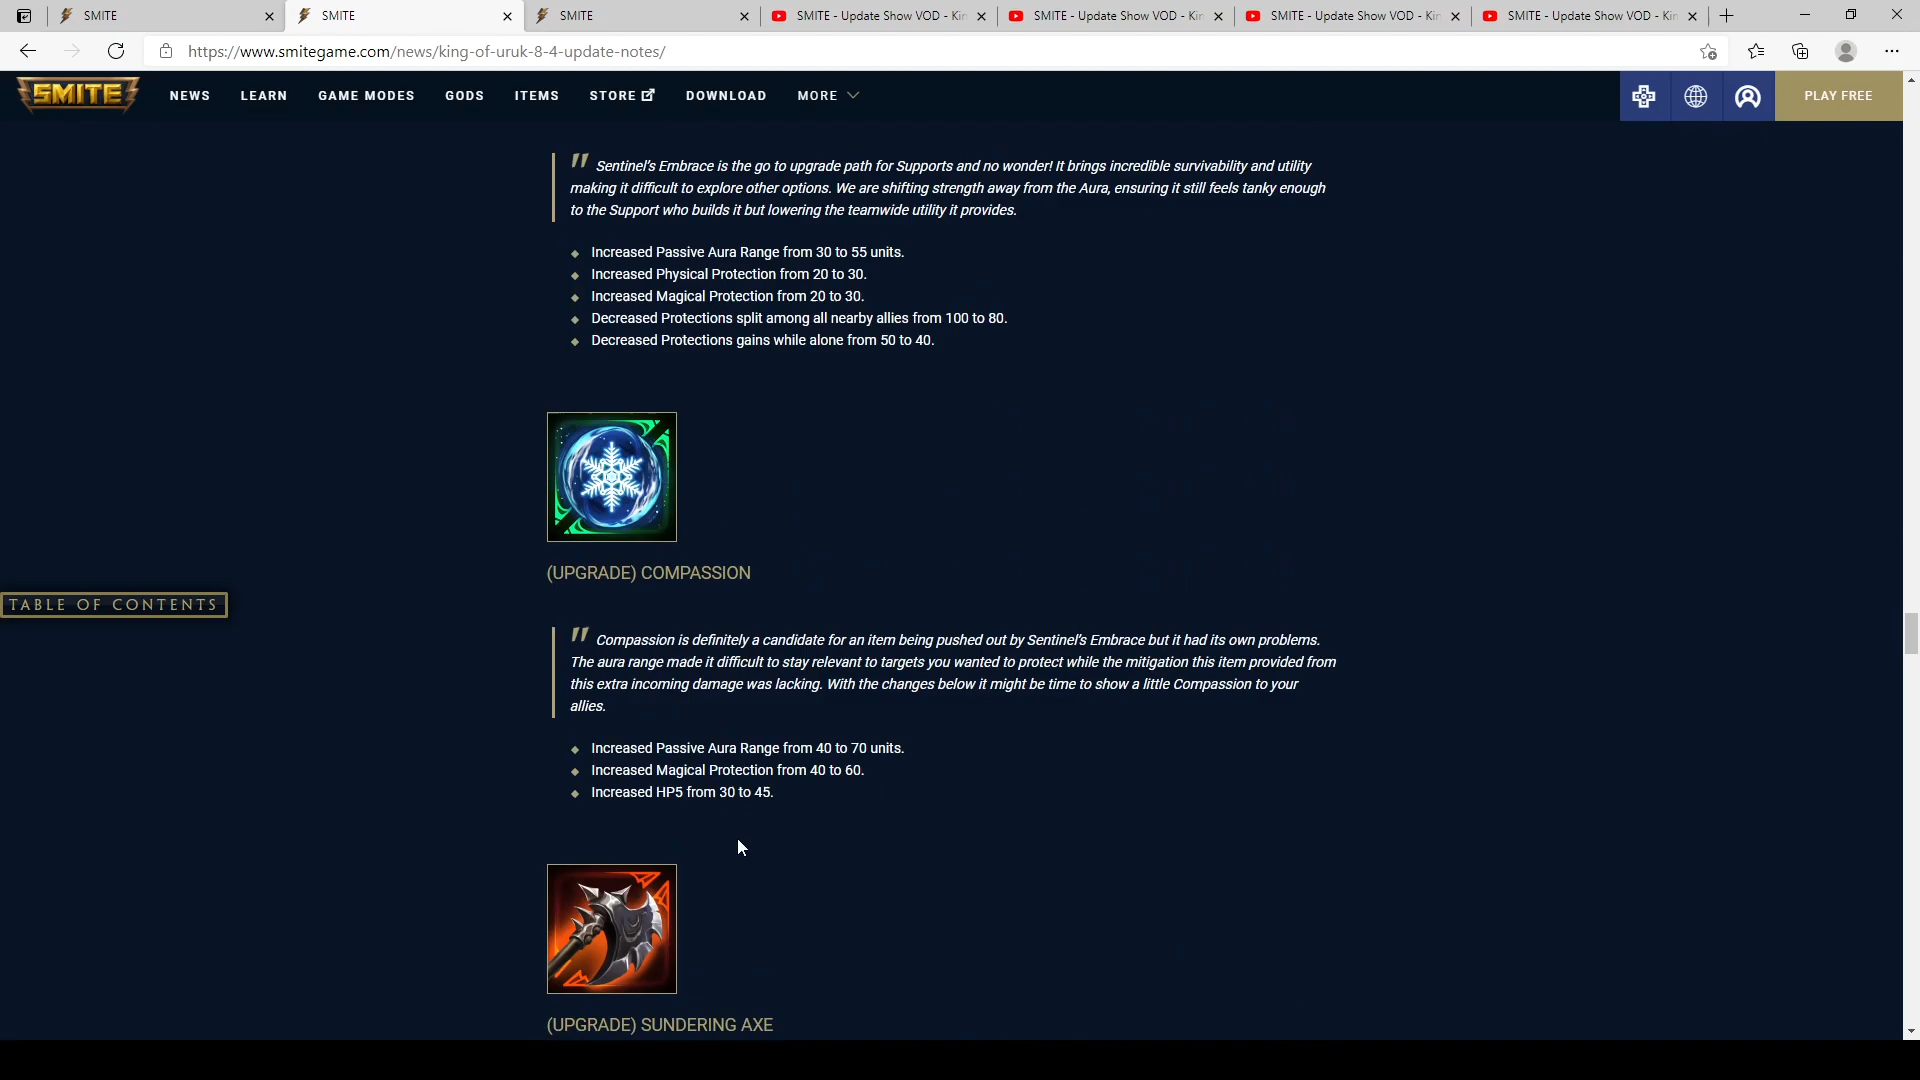 SMITE
SMITE
SMITE
SMITE - Update Show VOD - Kin
SMITE - Update Show VOD - Kin
SMITE - Update Show VOD - Kin
SMITE - Update Show VOD - Kin
https://www.smitegame.com/news/king-of-uruk-8-4-update-notes/
SMITE
NEWS
LEARN
GAME MODES
GODS
ITEMS
STORE
DOWNLOAD
MORE
PLAY FREE
" Sentinel's Embrace is the go to upgrade path for Supports and no wonder! It brings incredible survivability and utility
making it difficult to explore other options. We are shifting strength away from the Aura, ensuring it still feels tanky enough
to the Support who builds it but lowering the teamwide utility it provides.
Increased Passive Aura Range from 30 to 55 units.
Increased Physical Protection from 20 to 30.
Increased Magical Protection from 20 to 30.
Decreased Protections split among all nearby allies from 100 to 80.
Decreased Protections gains while alone from 50 to 40.
(UPGRADE) COMPASSION
TABLE OF CONTENTS
" Compassion is definitely a candidate for an item being pushed out by Sentinel's Embrace but it had its own problems.
The aura range made it difficult to stay relevant to targets you wanted to protect while the mitigation this item provided from
this extra incoming damage was lacking. With the changes below it might be time to show a little Compassion to your
allies.
Increased Passive Aura Range from 40 to 70 units.
Increased Magical Protection from 40 to 60.
Increased HP5 from 30 to 45.
(UPGRADE) SUNDERING AXE